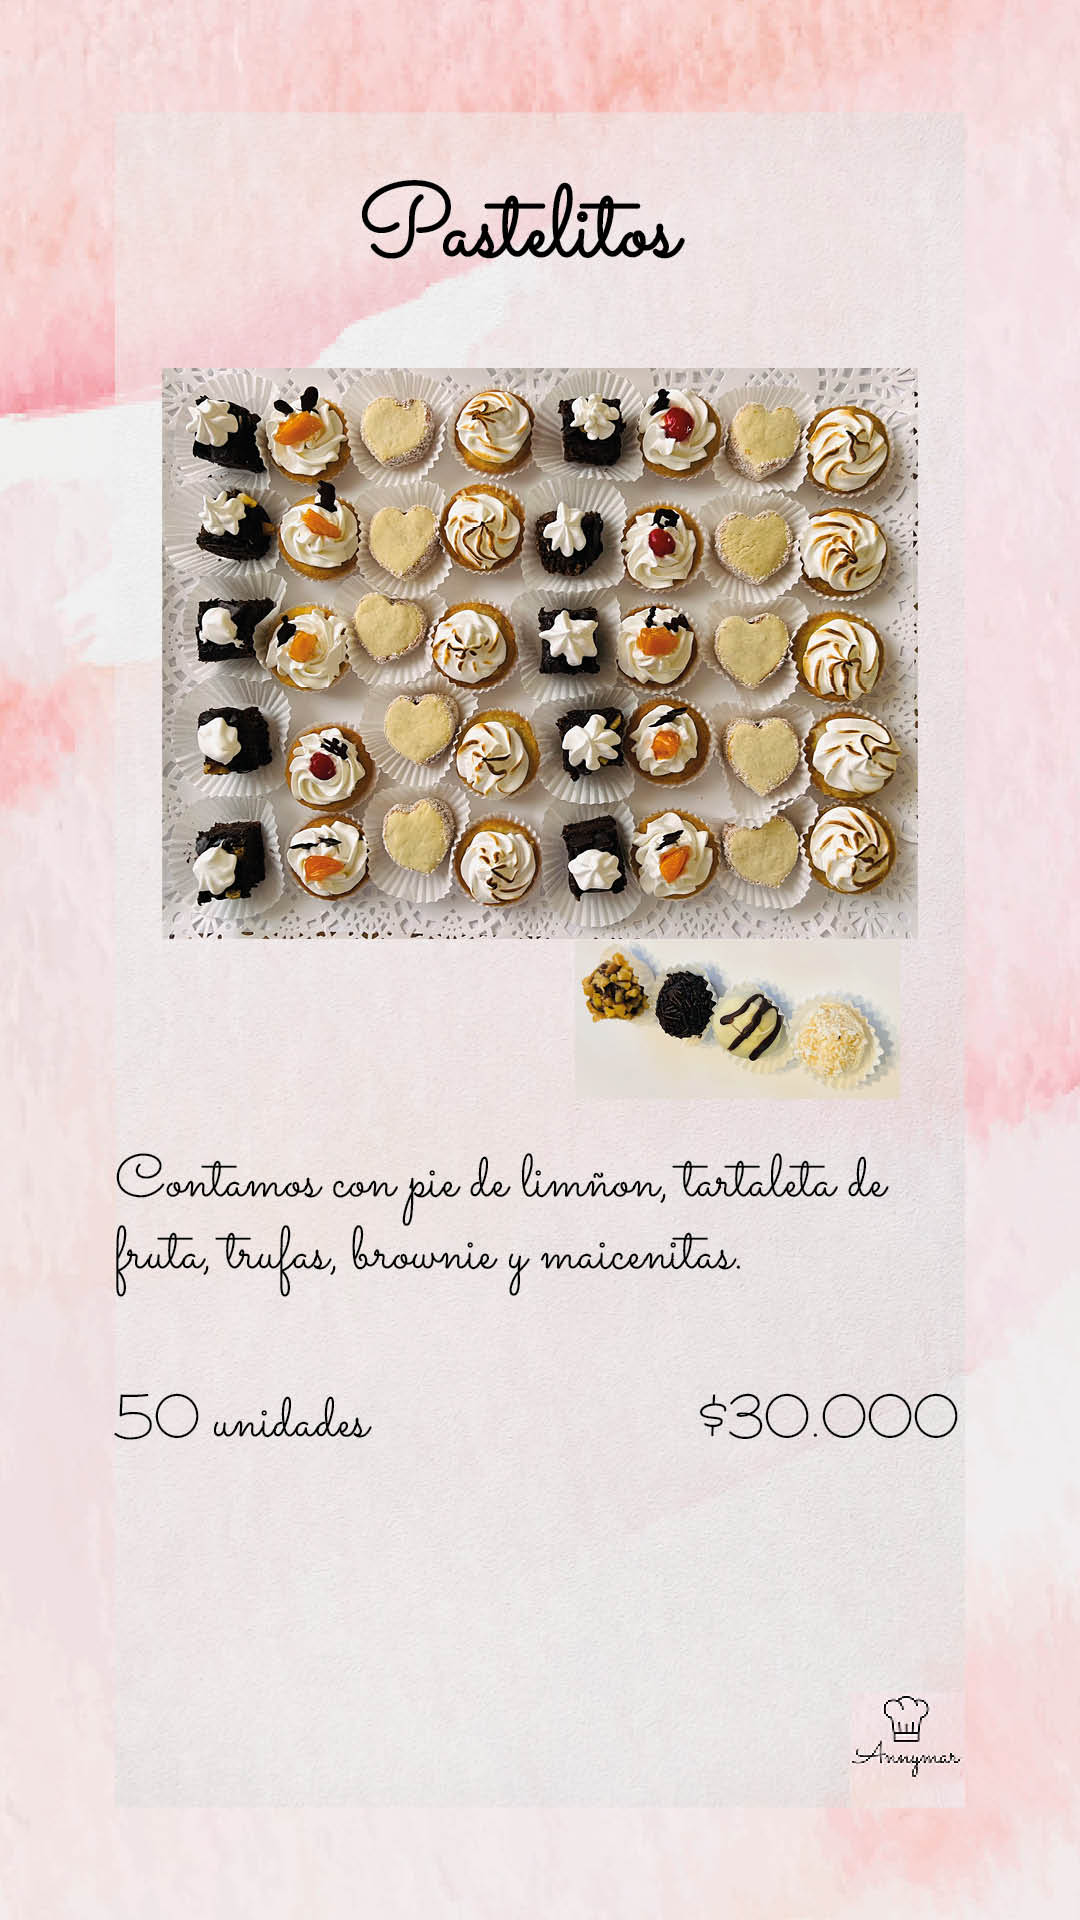 Pastelitos
Contamos con pie de limñon, tartaleta de
fruta, trufas, brownie y maicenitas.
50 unidades $30.000
Annymar